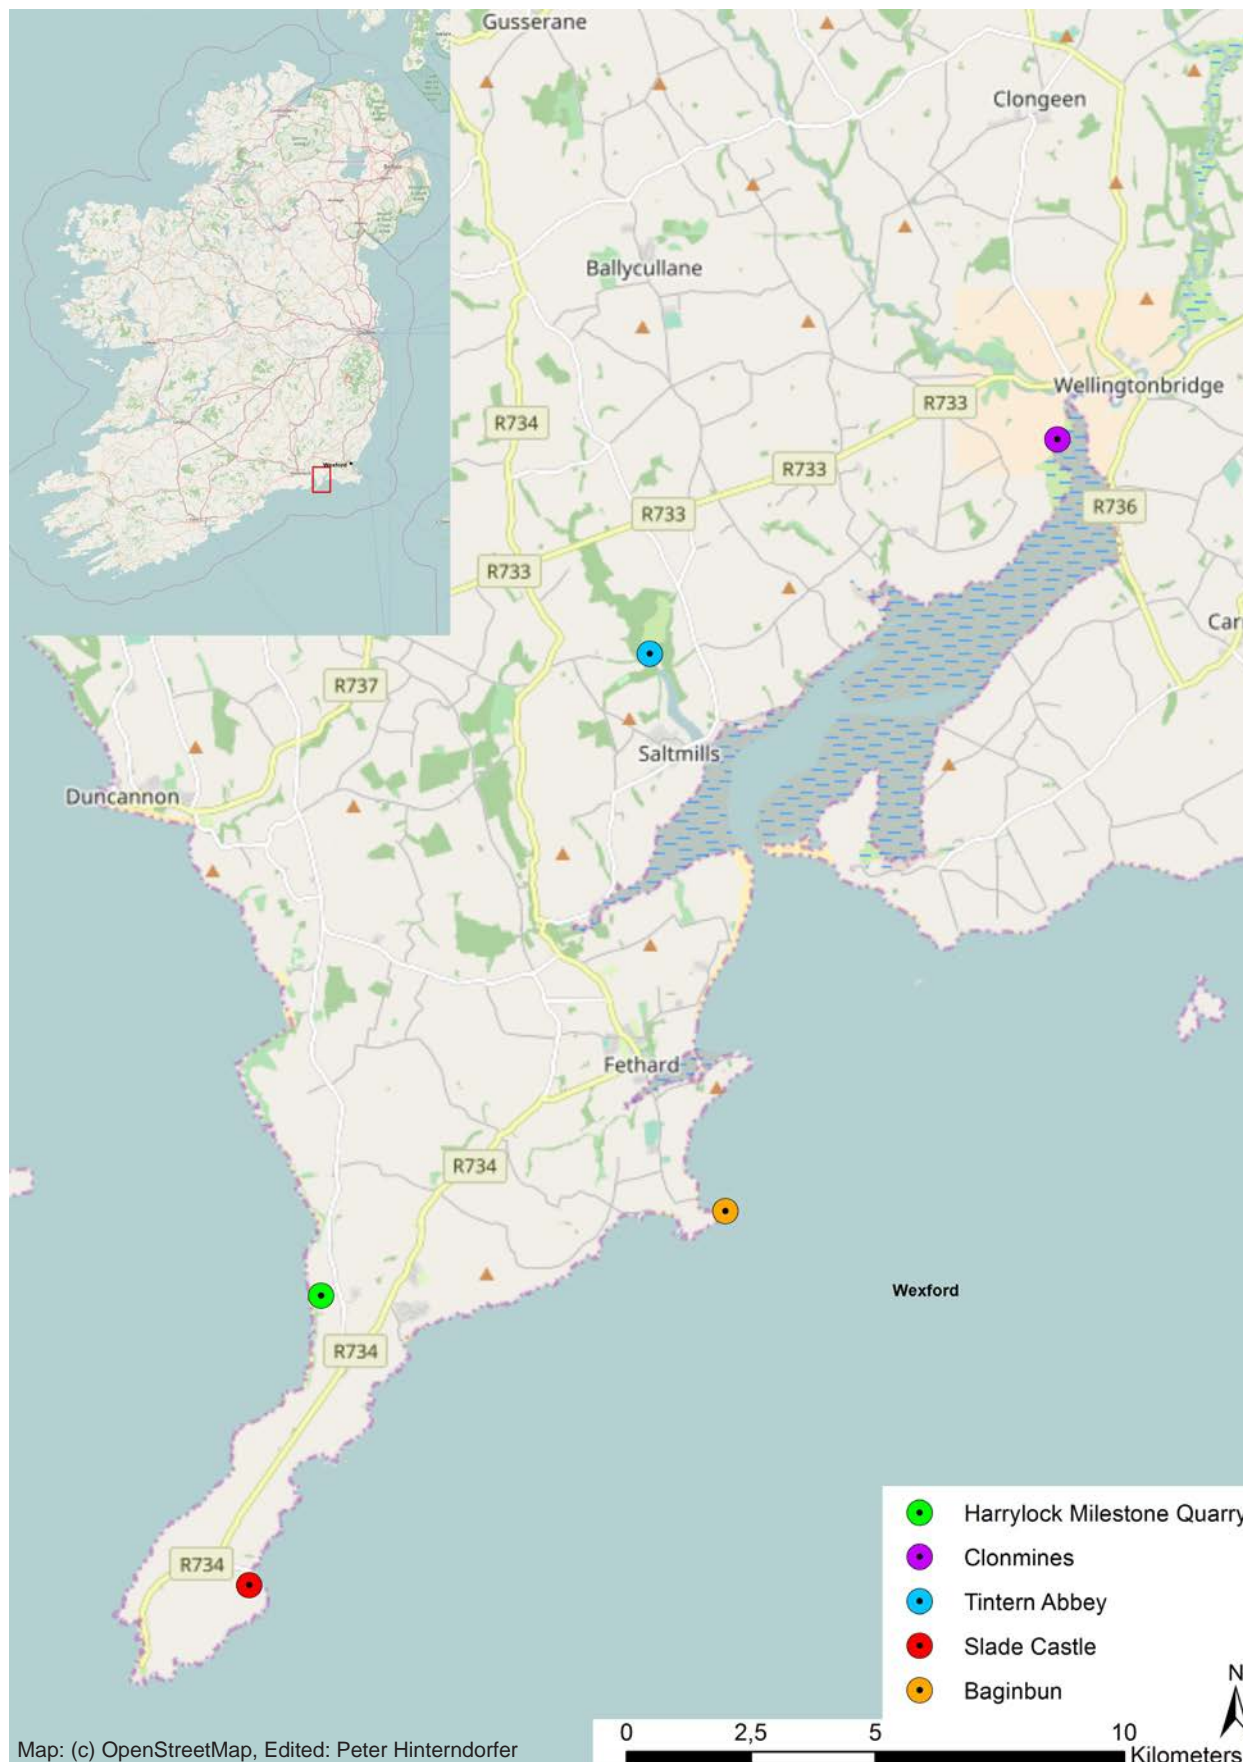 Gusserane
Clongeen
Ballycullane
Wexford
Wellingtonbridge
R733
R734
R733
R733
R736
R733
Car
R737
Saltmills
Duncannon
Fethard
R734
Wexford
R734
R734
Harrylock Milestone Quarry
Clonmines
Tintern Abbey
Slade Castle
Baginbun
N
0 2,5 5 10
Kilometers
Map: (c) OpenStreetMap, Edited: Peter Hinterndorfer